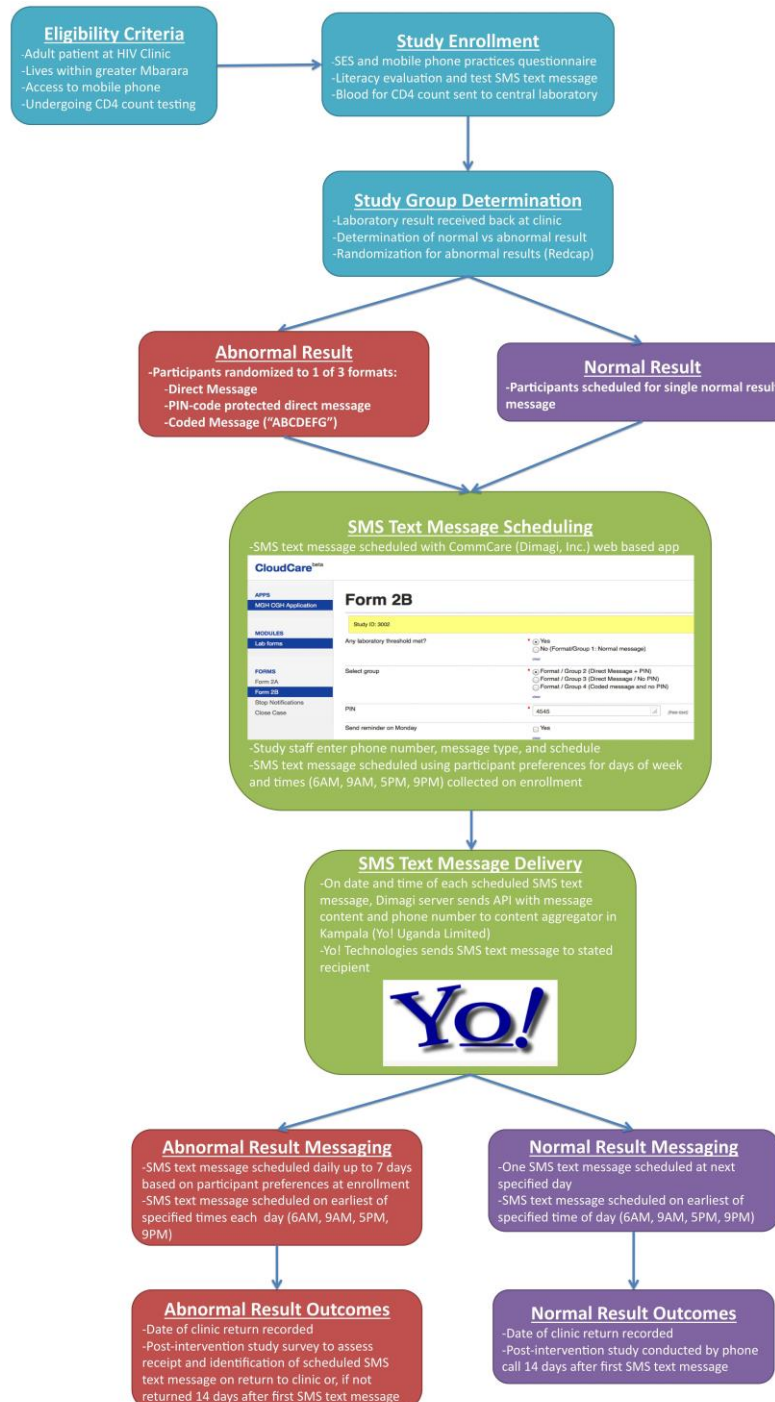 Eligibility Criteria
-Adult patient at HIV Clinic
-Lives within greater Mbarara
-Access to mobile phone
-Undergoing CD4 count testing
Study Enrollment
-SES and mobile phone practices questionnaire
-Literacy evaluation and test SMS text message
-Blood for CD4 count sent to central laboratory
Study Group Determination
-Laboratory result received back at clinic
-Determination of normal vs abnormal result
-Randomization for abnormal results (Redcap)
Abnormal Result
-Participants randomized to 1 of 3 formats:
-Direct Message
-PIN-code protected direct message
-Coded Message ("ABCDEFG")
Normal Result
-Participants scheduled for single normal result
message
SMS Text Message Scheduling
-SMS text message scheduled with CommCare (Dimagi, Inc.) web based app
CloudCare beta
APPS
MGH CGH Application
MODULES
Lab forms
FORMS
Form 2A
Form 2B
Stop Notifications
Close Case
Form 2B
Study ID: 3002
Any laboratory threshold met?
* Yes
No (Format/Group 1: Normal message)
Select group
* Format / Group 2 (Direct Message + PIN)
Format / Group 3 (Direct Message / No PIN)
Format / Group 4 (Coded message and no PIN)
PIN
* 4545
Send reminder on Monday
Yes
-Study staff enter phone number, message type, and schedule
-SMS text message scheduled using participant preferences for days of week
and times (6AM, 9AM, 5PM, 9PM) collected on enrollment
SMS Text Message Delivery
-On date and time of each scheduled SMS text
message, Dimagi server sends API with message
content and phone number to content aggregator in
Kampala (Yo! Uganda Limited)
-Yo! Technologies sends SMS text message to stated
recipient
Yo!
Abnormal Result Messaging
-SMS text message scheduled daily up to 7 days
based on participant preferences at enrollment
-SMS text message scheduled on earliest of
specified times each day (6AM, 9AM, 5PM,
9PM)
Normal Result Messaging
-One SMS text message scheduled at next
specified day
-SMS text message scheduled on earliest of
specified time of day (6AM, 9AM, 5PM, 9PM)
Abnormal Result Outcomes
-Date of clinic return recorded
-Post-intervention study survey to assess
receipt and identification of scheduled SMS
text message on return to clinic or, if not
returned 14 days after first SMS text message
Normal Result Outcomes
-Date of clinic return recorded
-Post-intervention study conducted by phone
call 14 days after first SMS text message